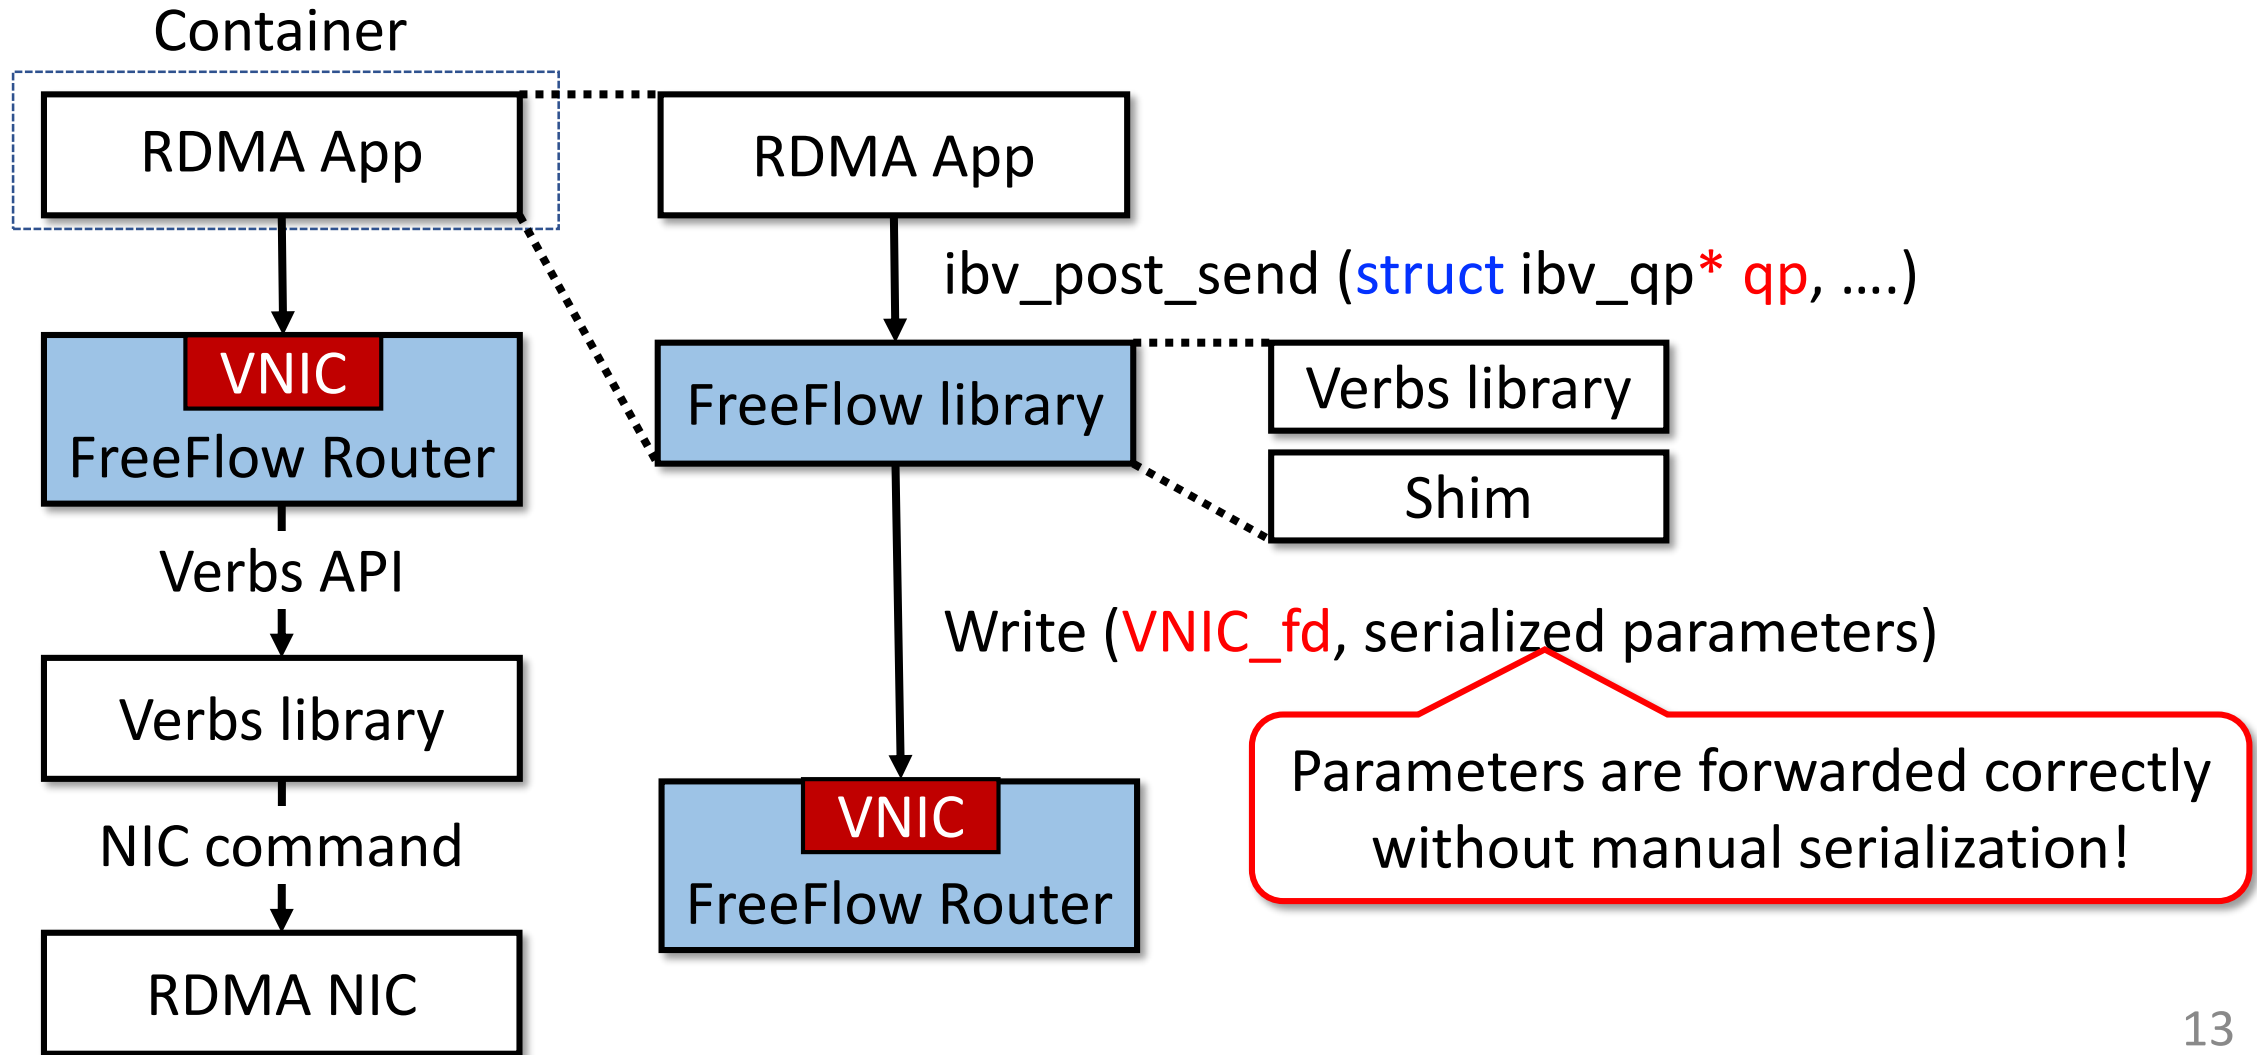 Container
RDMA App
VNIC
FreeFlow Router
Verbs API
Verbs library
NIC command
RDMA NIC
RDMA App
ibv_post_send (struct ibv_qp* qp, ....)
FreeFlow library
Verbs library
Shim
Write (VNIC_fd, serialized parameters)
Parameters are forwarded correctly
without manual serialization!
VNIC
FreeFlow Router
13